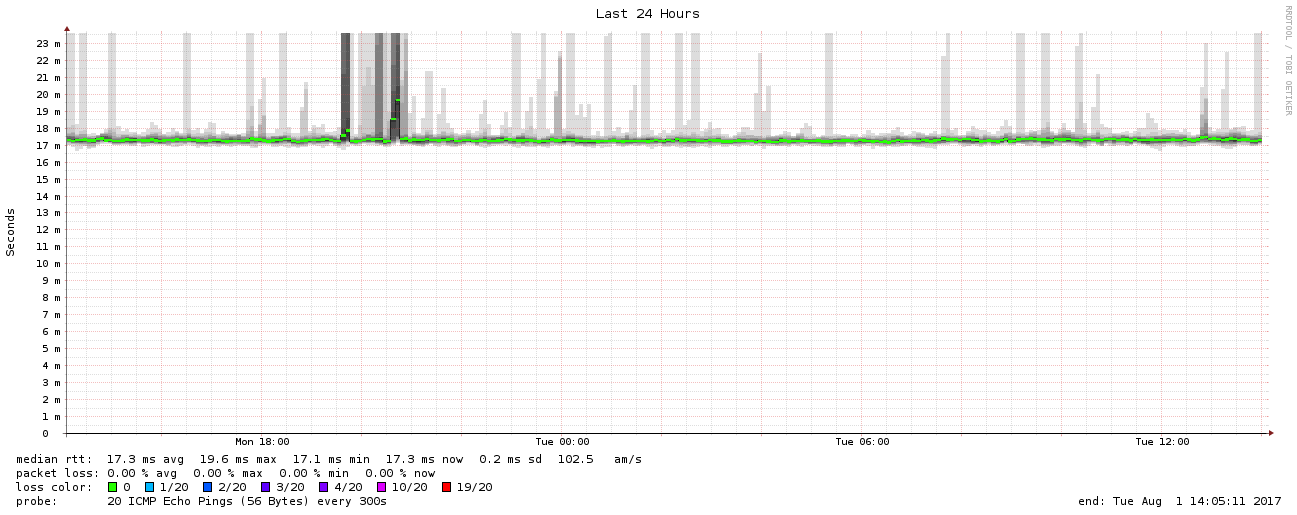 Last 24 Hours
RRDTOOL / TOBI OETIKER
Seconds
23 m
22 m
21 m
20 m
19 m
18 m
17 m
16 m
15 m
14 m
13 m
12 m
11 m
10 m
9 m
8 m
7 m
6 m
5 m
4 m
3 m
2 m
1 m
0
Mon 18:00 Tue 00:00 Tue 06:00 Tue 12:00
median rtt: 17.3 ms avg 19.6 ms max 17.1 ms min 17.3 ms now 0.2 ms sd 102.5 am/s
packet loss: 0.00 % avg 0.00 % max 0.00 % min 0.00 % now
loss color: 0 1/20 2/20 3/20 4/20 10/20 19/20
probe: 20 ICMP Echo Pings (56 Bytes) every 300s end: Tue Aug 1 14:05:11 2017